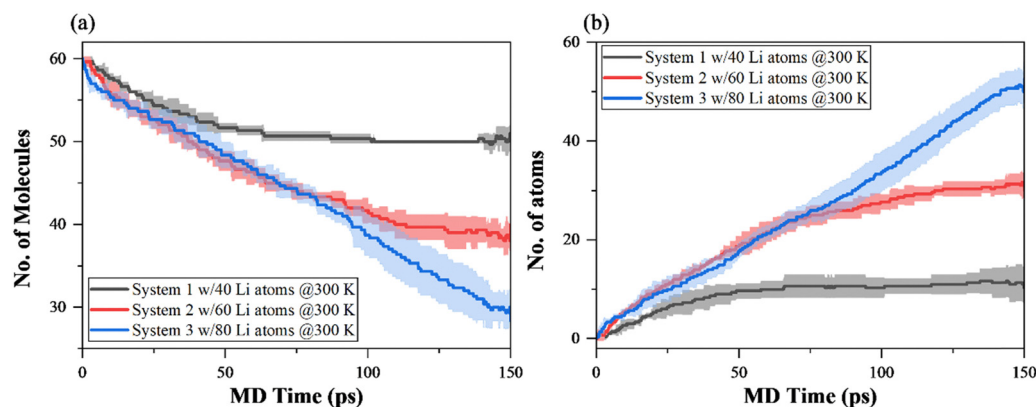 (a)
60
50
40
30
No. of Molecules
System 1 w/40 Li atoms @300 K
System 2 w/60 Li atoms @300 K
System 3 w/80 Li atoms @300 K
0
50
100
150
MD Time (ps)
(b)
60
40
20
0
No. of atoms
System 1 w/40 Li atoms @300 K
System 2 w/60 Li atoms @300 K
System 3 w/80 Li atoms @300 K
0
50
100
150
MD Time (ps)